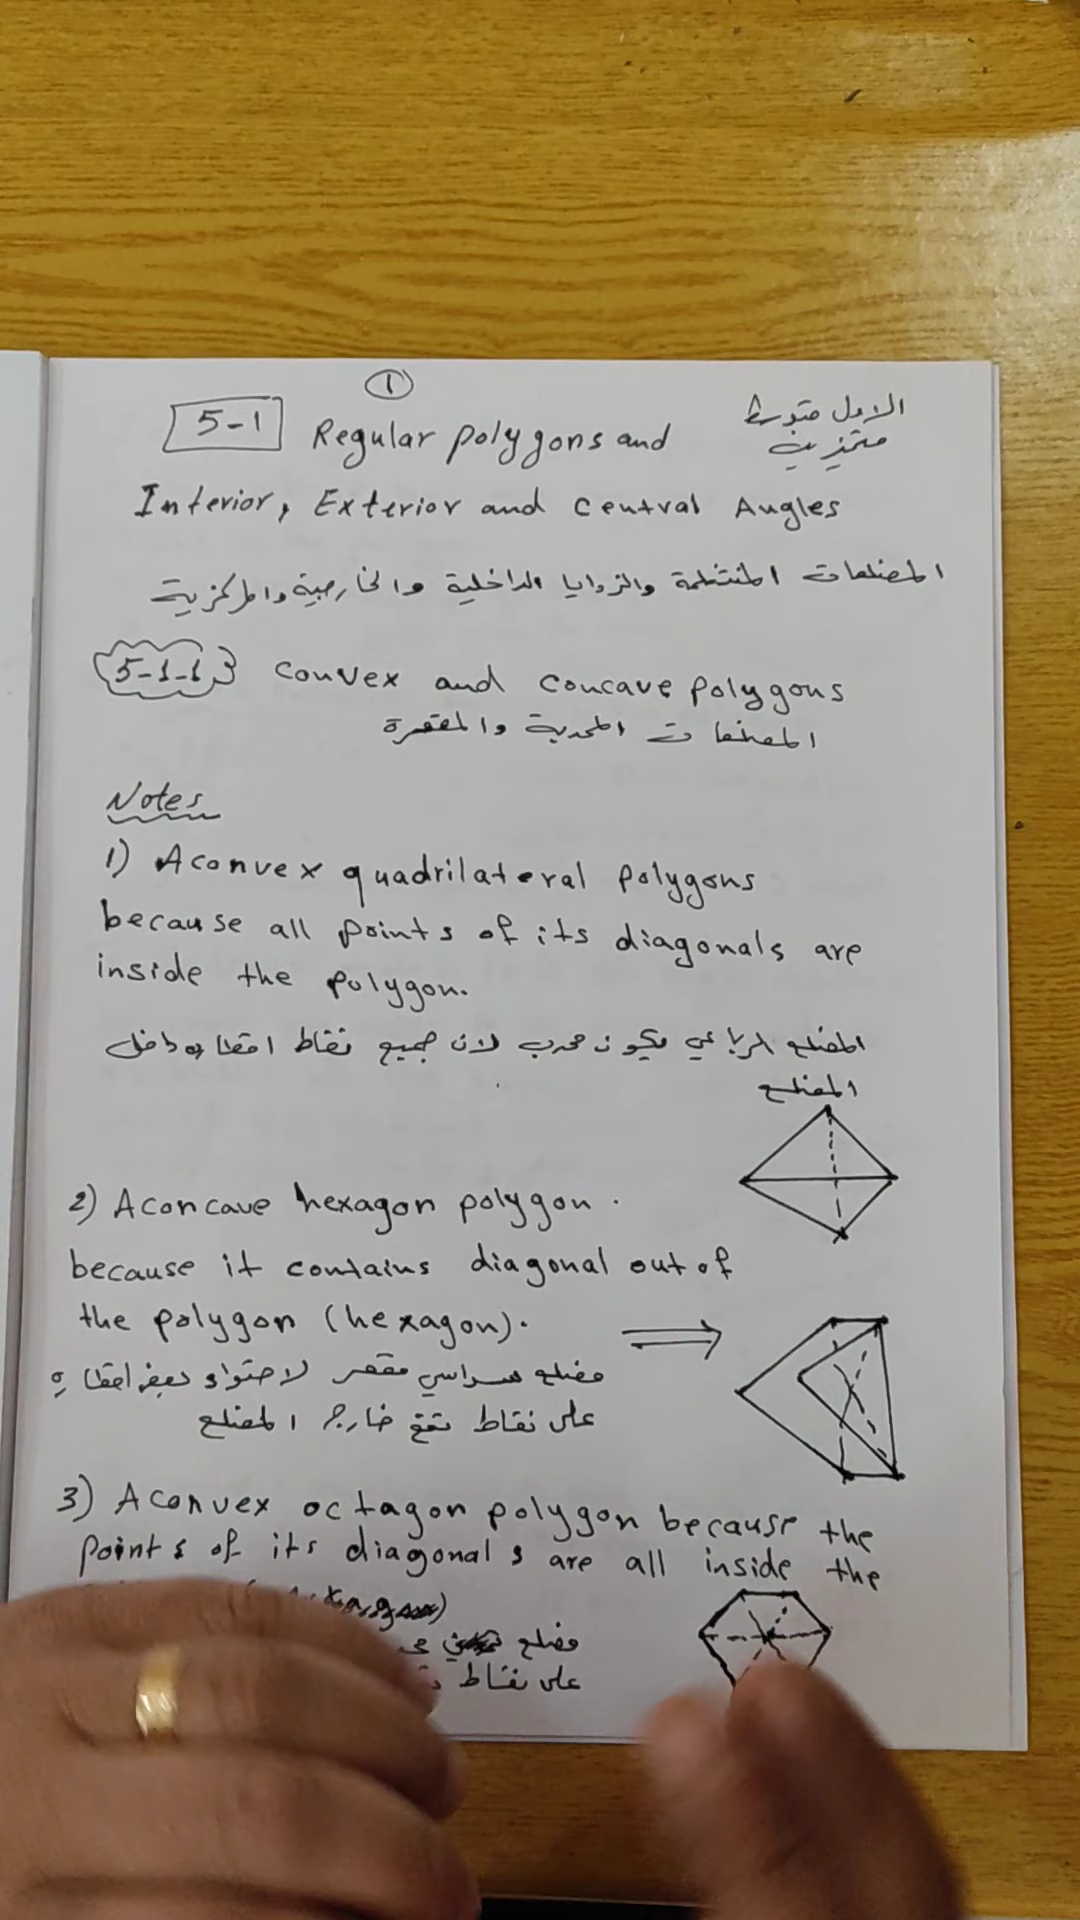 1
5-1 Regular polygons and
الاول متوسط
متميزين
Interior, Exterior and Central Angles
المضلعات المنتظمة والزوايا الداخلية والخارجية والمركزية
5-1-1 Convex and concave polygons
المضلعات المحدبة والمقعرة
Notes
1) A convex quadrilateral polygons
because all points of its diagonals are
inside the polygon.
المضلع الرباعي يكون محدب لان جميع نقاط اقطاره داخل
المضلع
2) A concave hexagon polygon.
because it contains diagonal out of
the polygon (hexagon).
مضلع سداسي مقعر لاحتواء بعض اقطاره
على نقاط تقع خارج المضلع
3) A convex octagon polygon because the
points of its diagonals are all inside the
مضلع
على نقاط